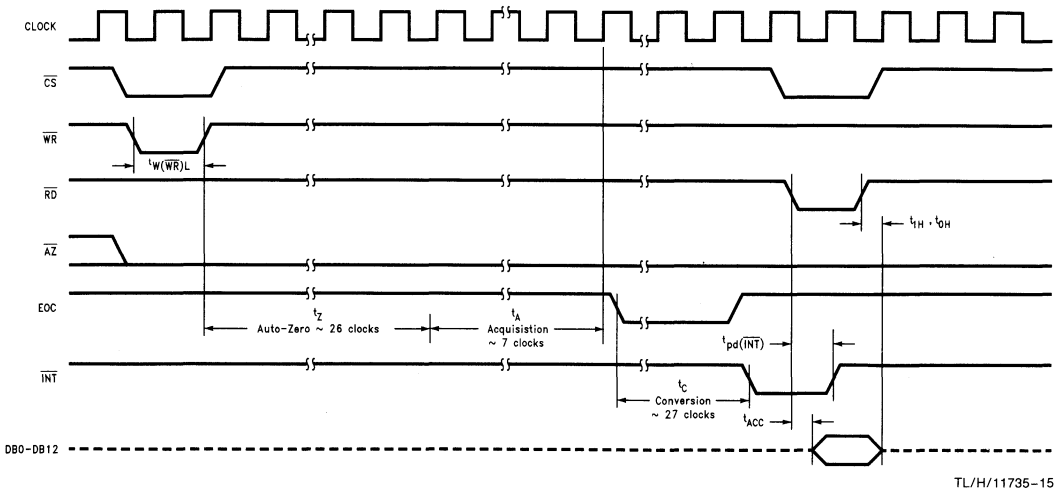 CLOCK
CS
WR
tW(WR)L
RD
t1H, t0H
AZ
EOC
tZ
Auto-Zero ~ 26 clocks
tA
Acquisistion
~ 7 clocks
tpd(INT)
INT
tC
Conversion
~ 27 clocks
tACC
DB0-DB12
TL/H/11735-15